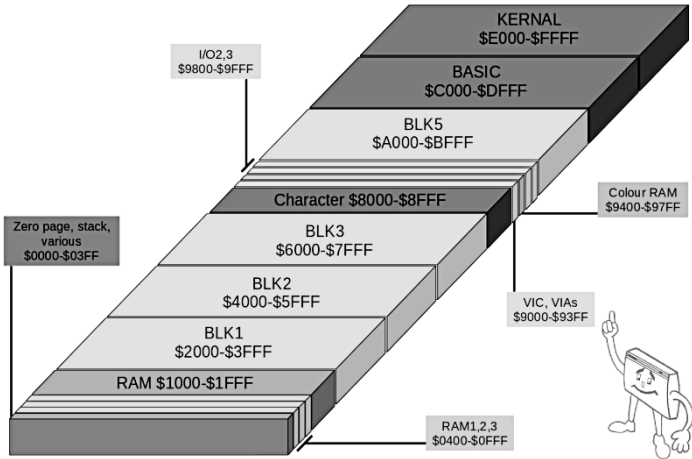 KERNAL
$E000-$FFFF
I/O2,3
$9800-$9FFF
BASIC
$C000-$DFFF
BLK5
$A000-$BFFF
Character $8000-$8FFF
Colour RAM
$9400-$97FF
Zero page, stack,
various
$0000-$03FF
BLK3
$6000-$7FFF
BLK2
$4000-$5FFF
VIC, VIAs
$9000-$93FF
BLK1
$2000-$3FFF
RAM $1000-$1FFF
RAM1,2,3
$0400-$0FFF